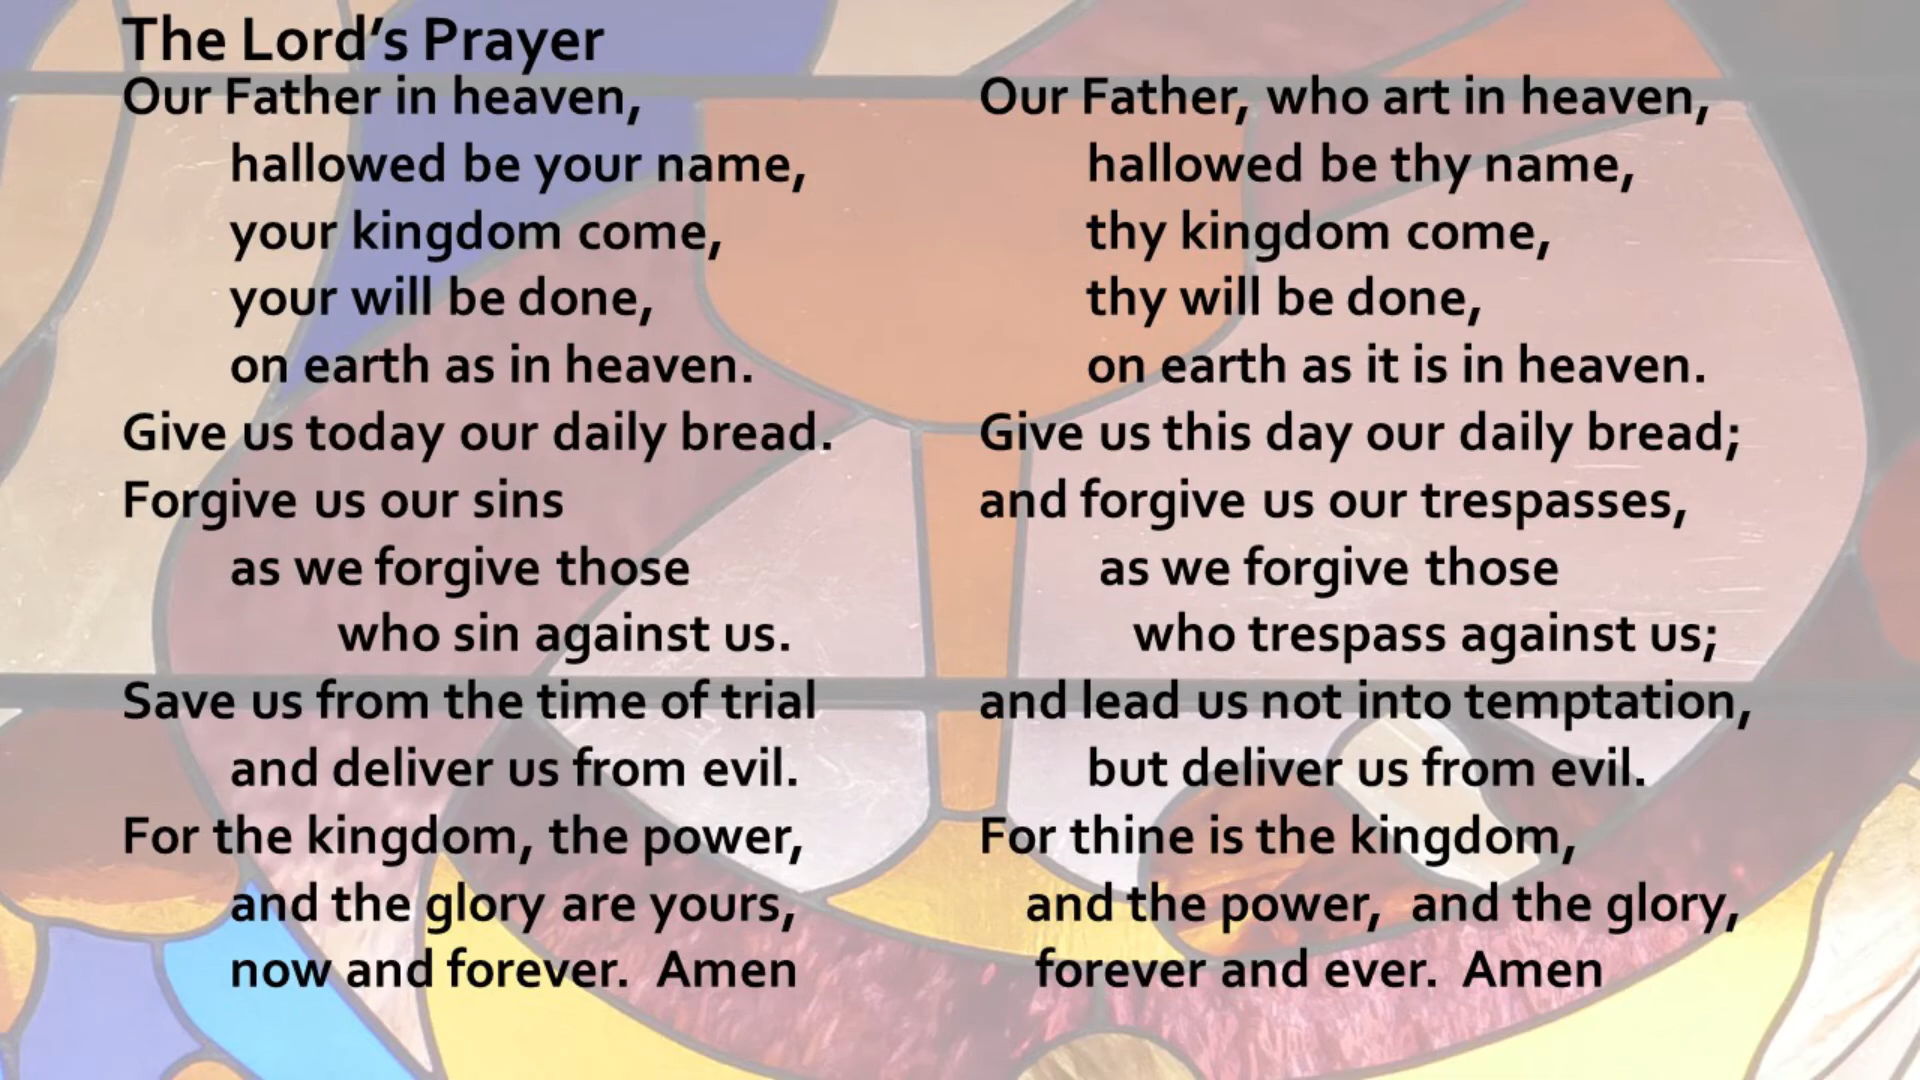 The Lord’s Prayer
Our Father in heaven,
hallowed be your name,
your kingdom come,
your will be done,
on earth as in heaven.
Give us today our daily bread.
Forgive us our sins
as we forgive those
who sin against us.
Save us from the time of trial
and deliver us from evil.
For the kingdom, the power,
and the glory are yours,
now and forever.  Amen
Our Father, who art in heaven,
hallowed be thy name,
thy kingdom come,
thy will be done,
on earth as it is in heaven.
Give us this day our daily bread;
and forgive us our trespasses,
as we forgive those
who trespass against us;
and lead us not into temptation,
but deliver us from evil.
For thine is the kingdom,
and the power,  and the glory,
forever and ever.  Amen